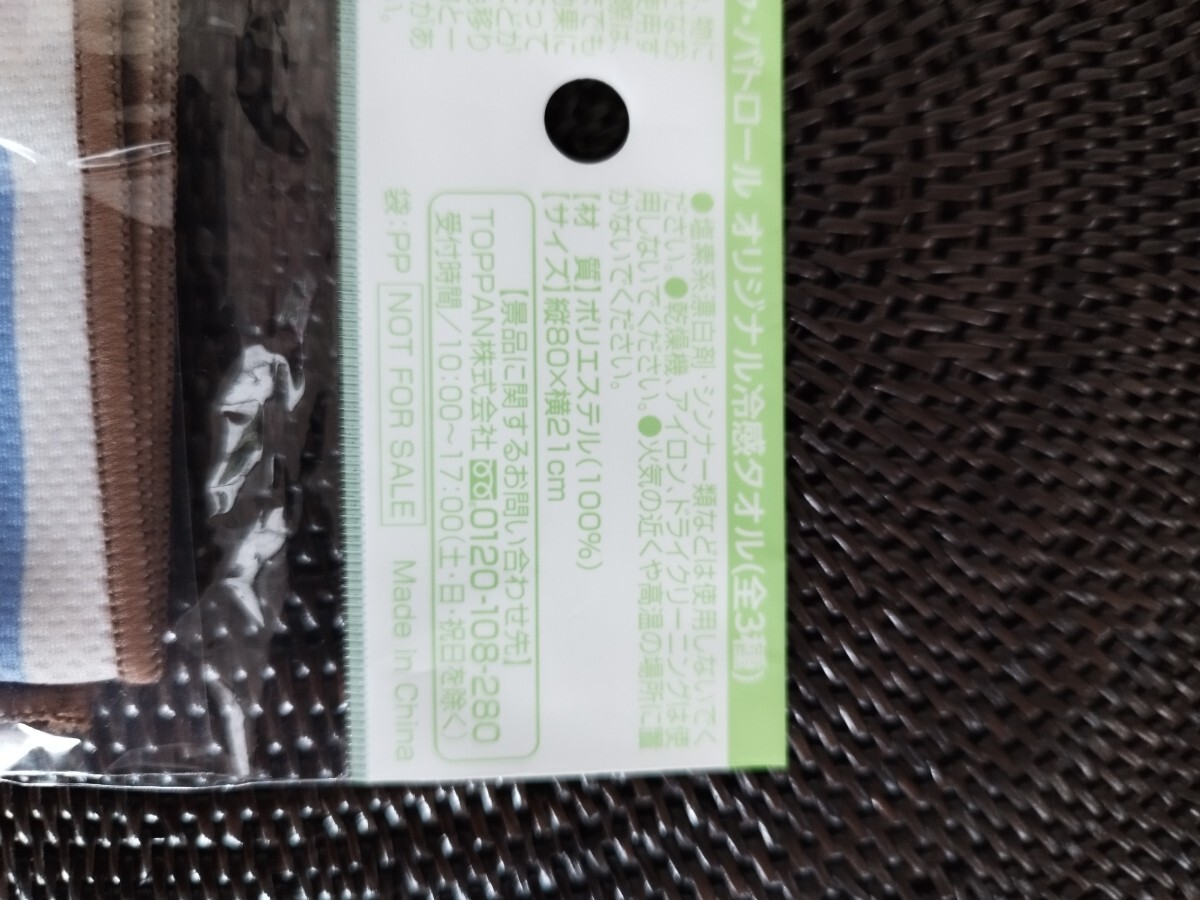 ・パトロール オリジナル冷感タオル(全3種)
●塩素系漂白剤、シンナー類などは使用しないでく
ださい。●乾燥機、アイロン、ドライクリーニングは使
用しないでください。●火気の近くや高温の場所に置
かないでください。
【材　質】ポリエステル(100%)
【サイズ】縦80×横21cm
【景品に関するお問い合わせ先】
TOPPAN株式会社 0120-108-280
受付時間/10:00～17:00(土・日・祝日を除く)
袋:PP NOT FOR SALE Made in China